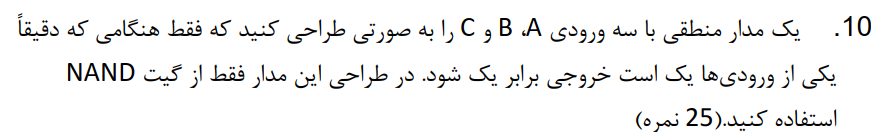 10. یک مدار منطقی با سه ورودی A، B و C را به صورتی طراحی کنید که فقط هنگامی که دقیقاً
یکی از ورودی‌ها یک است خروجی برابر یک شود. در طراحی این مدار فقط از گیت NAND
استفاده کنید.(25 نمره)